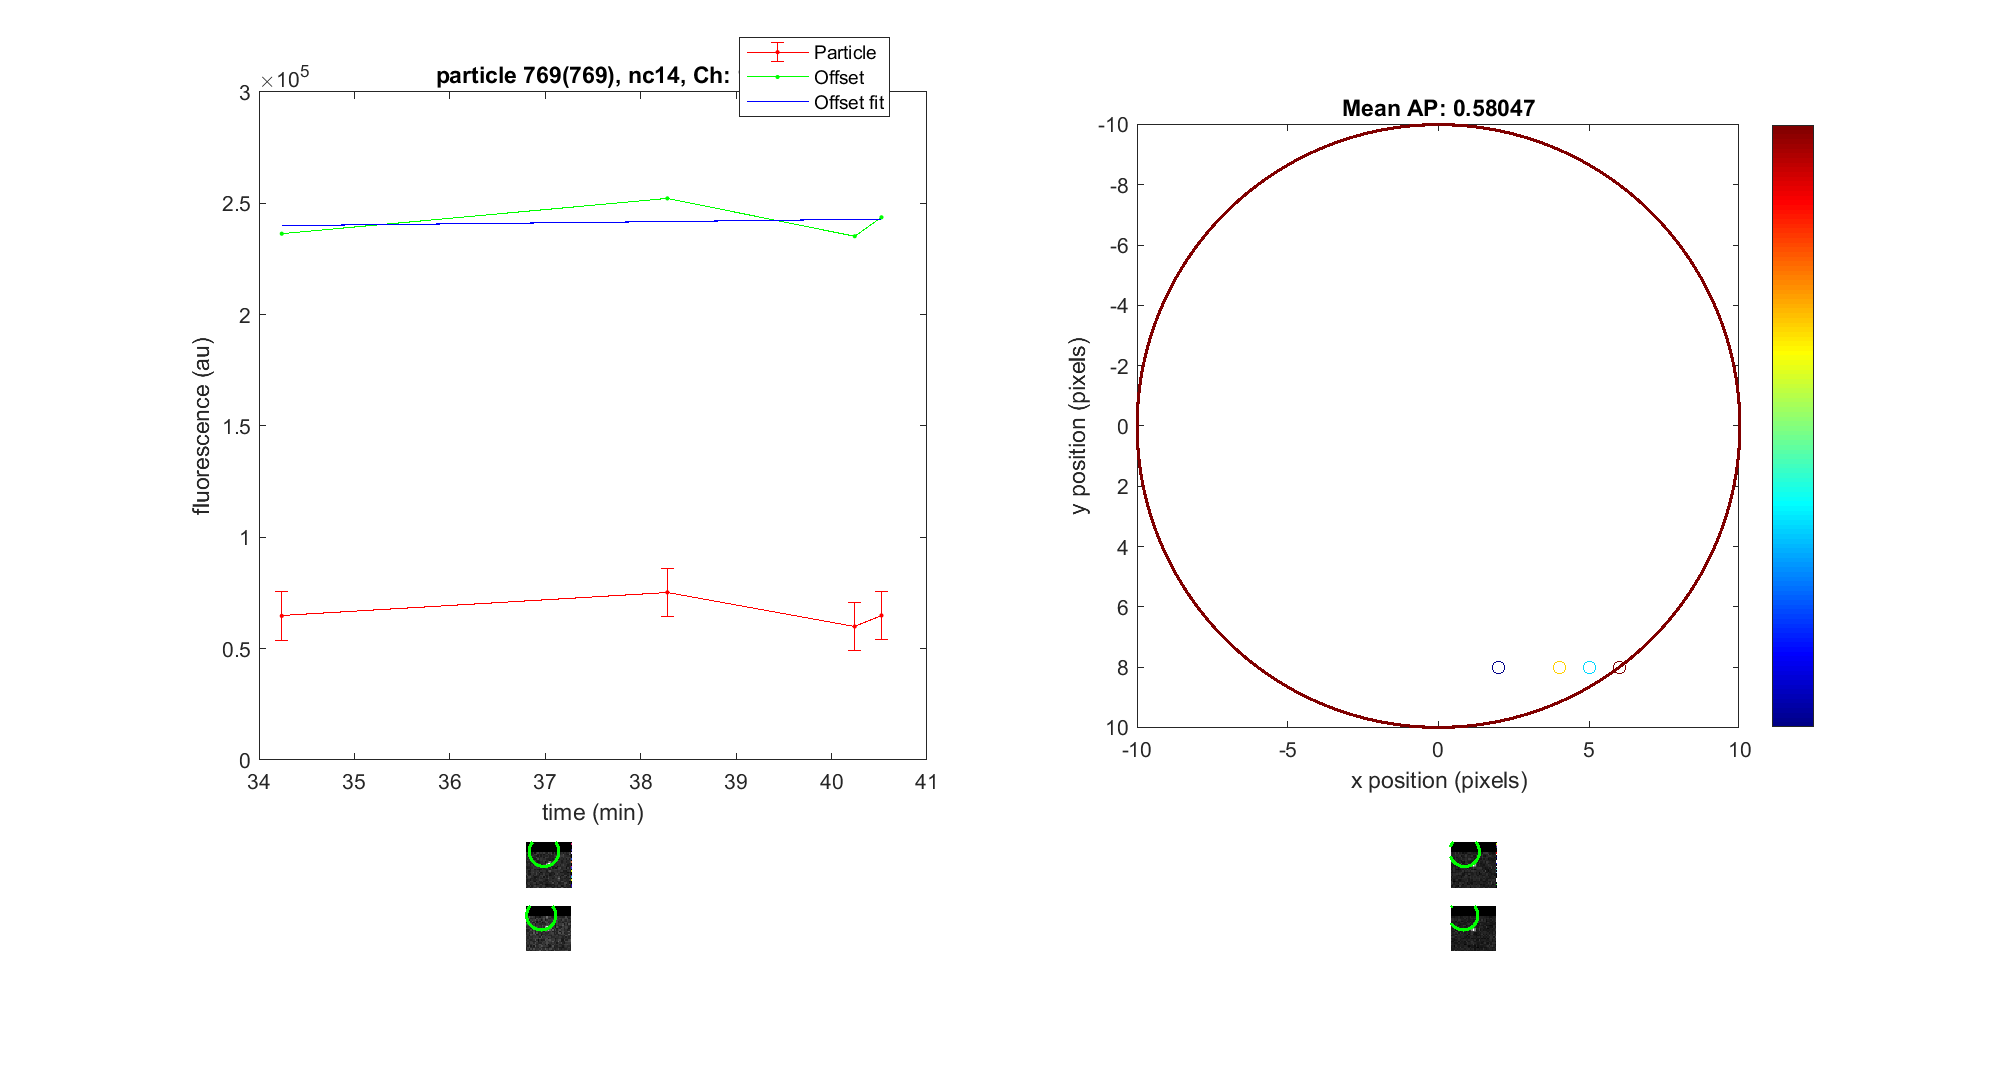 particle 769(769), nc14, Ch:
Particle
Offset
Offset fit
×10^5
3
2.5
2
1.5
1
0.5
0
fluorescence (au)
34 35 36 37 38 39 40 41
time (min)
Mean AP: 0.58047
-10
-8
-6
-4
-2
0
2
4
6
8
10
y position (pixels)
-10 -5 0 5 10
x position (pixels)